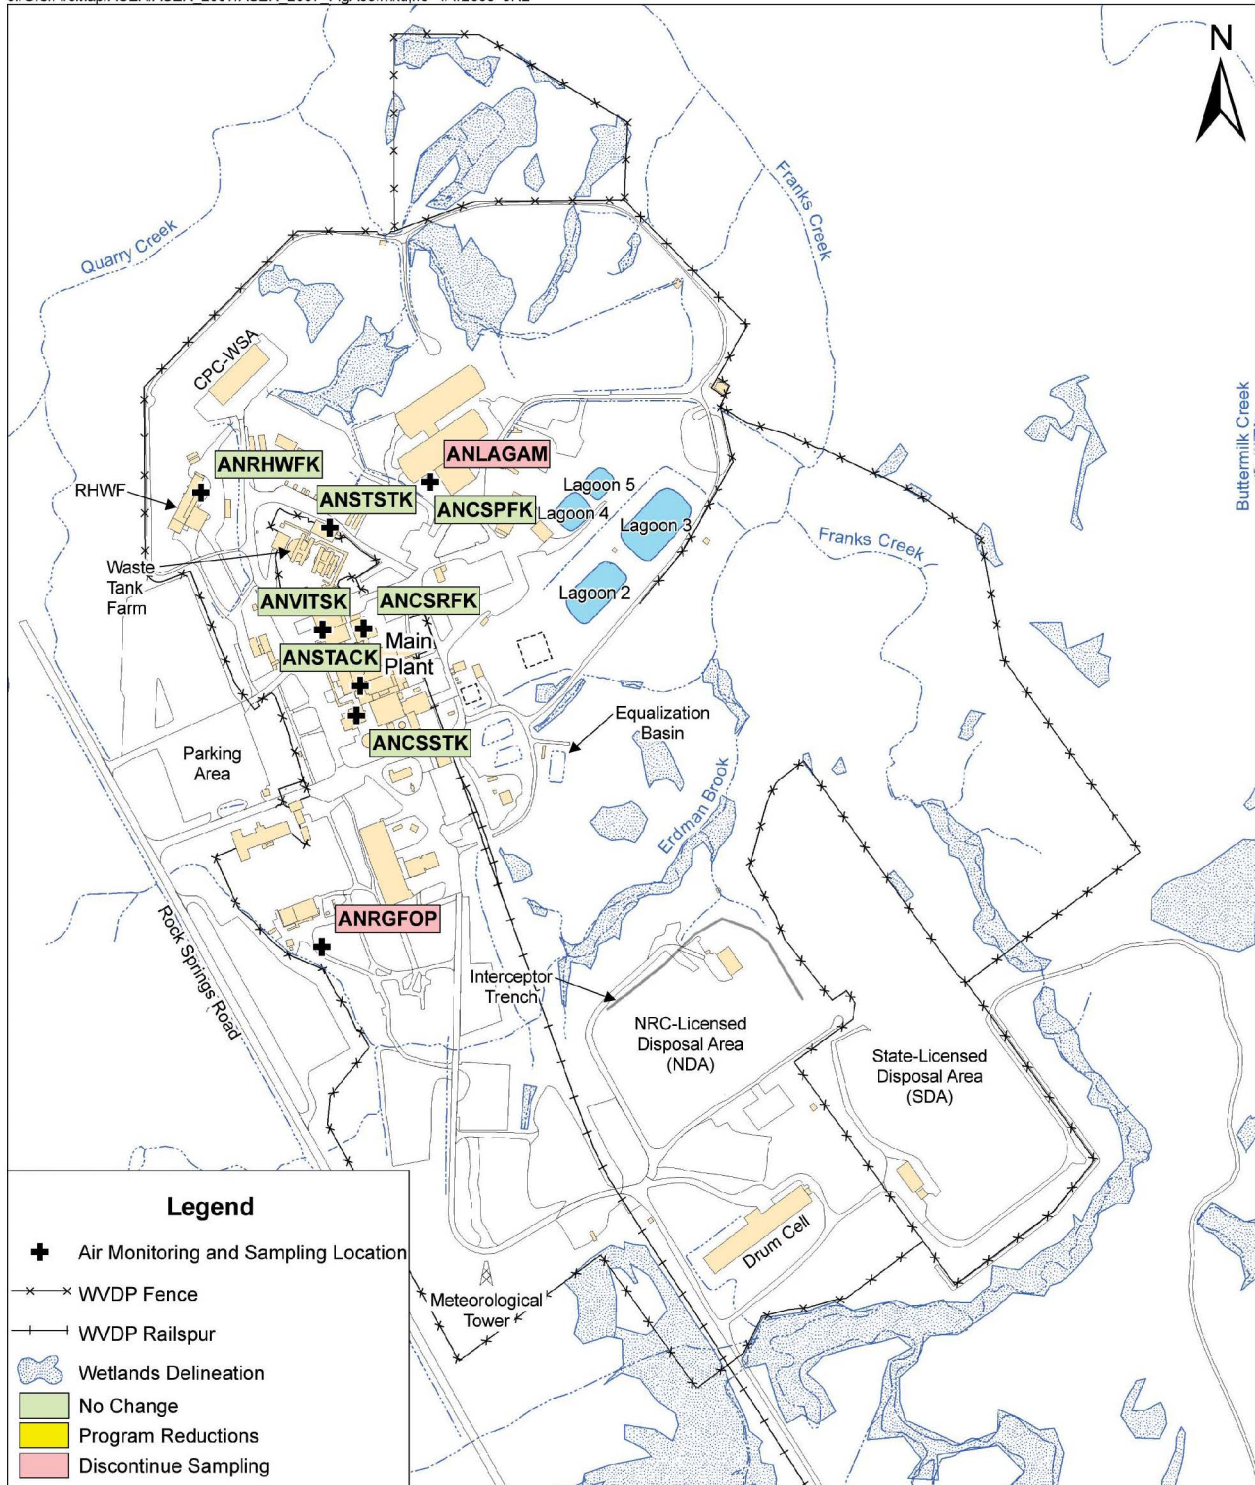 N
Franks Creek
Quarry Creek
CPC-WSA
Buttermilk Creek
ANLAGAM
ANRHWFK
RHWF
ANSTSTK
ANCSPFK
Lagoon 5
Lagoon 4
Lagoon 3
Franks Creek
Waste
Tank
Farm
Lagoon 2
ANVITSK
ANCSRFK
Main
Plant
ANSTACK
Equalization
Basin
ANCSSTK
Parking
Area
Erdman Brook
ANRGFOP
Rock Springs Road
Interceptor
Trench
NRC-Licensed
Disposal Area
(NDA)
State-Licensed
Disposal Area
(SDA)
Drum Cell
Meteorological
Tower
Legend
Air Monitoring and Sampling Location
WVDP Fence
WVDP Railspur
Wetlands Delineation
No Change
Program Reductions
Discontinue Sampling